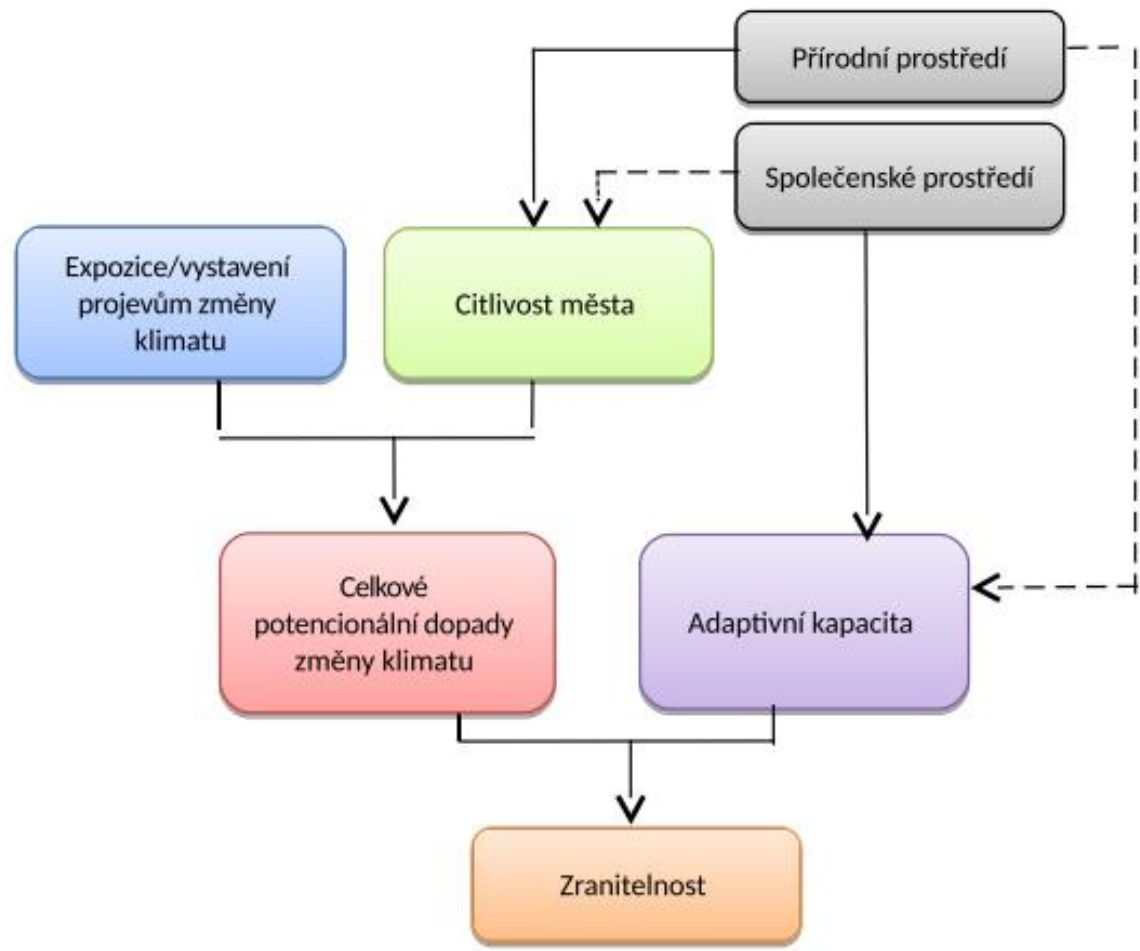 Přírodní prostředí
Společenské prostředí
Expozice/vystavení
projevům změny
klimatu
Citlivost města
Celkové
potencionální dopady
změny klimatu
Adaptivní kapacita
Zranitelnost